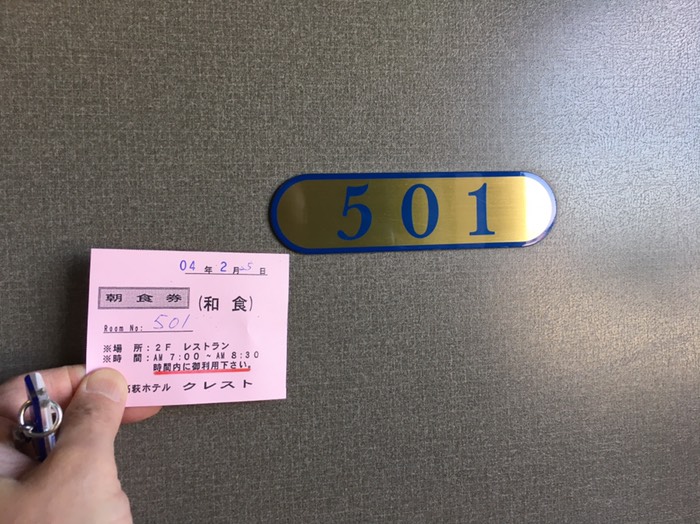 501
04年2月25日
朝食券 (和食)
Room No: 501
※場 所:2F レストラン
※時 間:AM 7:00 ~ AM 8:30
時間内に御利用下さい。
萩ホテル クレスト